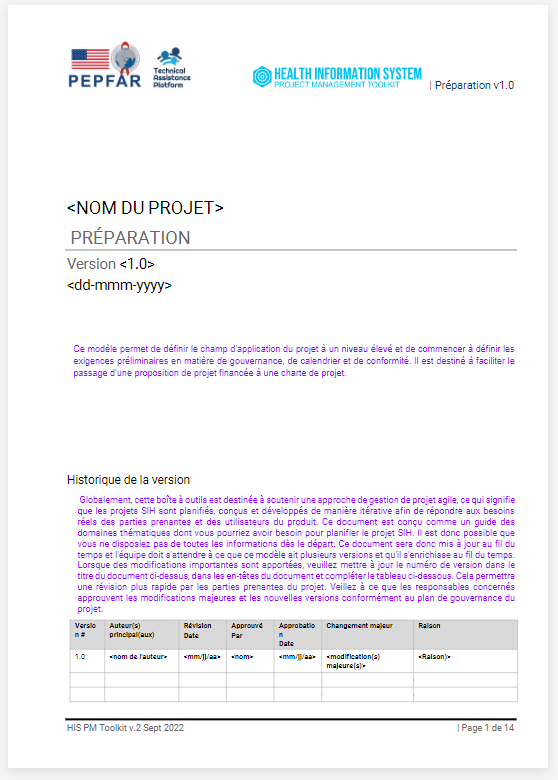 PEPFAR
Technical
Assistance
Platform
HEALTH INFORMATION SYSTEM
PROJECT MANAGEMENT TOOLKIT
| Préparation v1.0
<NOM DU PROJET>
PRÉPARATION
Version <1.0>
<dd-mmm-yyyy>
Ce modèle permet de définir le champ d'application du projet à un niveau élevé et de commencer à définir les
exigences préliminaires en matière de gouvernance, de calendrier et de conformité. Il est destiné à faciliter le
passage d'une proposition de projet financée à une charte de projet.
Historique de la version
Globalement, cette boîte à outils est destinée à soutenir une approche de gestion de projet agile, ce qui signifie
que les projets SIH sont planifiés, conçus et développés de manière itérative afin de répondre aux besoins
réels des parties prenantes et des utilisateurs du produit. Ce document est conçu comme un guide des
domaines thématiques dont vous pourriez avoir besoin pour planifier le projet SIH. Il est donc possible que
vous ne disposiez pas de toutes les informations dès le départ. Ce document sera donc mis à jour au fil du
temps et l'équipe doit s'attendre à ce que ce modèle ait plusieurs versions et qu'il s'enrichisse au fil du temps.
Lorsque des modifications importantes sont apportées, veuillez mettre à jour le numéro de version dans le
titre du document ci-dessus, dans les en-têtes du document et compléter le tableau ci-dessous. Cela permettra
une révision plus rapide par les parties prenantes du projet. Veillez à ce que les responsables concernés
approuvent les modifications majeures et les nouvelles versions conformément au plan de gouvernance du
projet.
Versio n # Auteur(s) principal(aux) Révision Date Approuvé Par Approbatio n Date Changement majeur Raison
1.0 <nom de l'auteur> <mm/jj/aa> <nom> <mm/jj/aa> <modification(s) majeure(s)> <Raison)>
HIS PM Toolkit v.2 Sept 2022
| Page 1 de 14